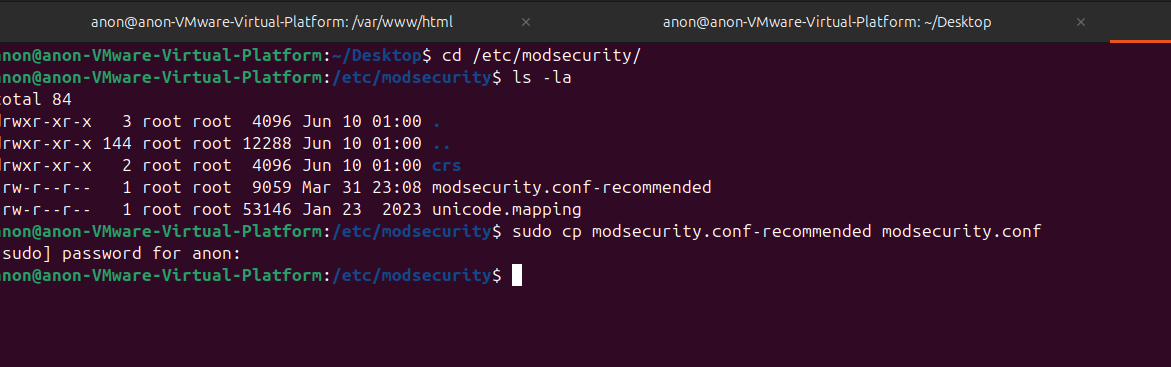 anon@anon-VMware-Virtual-Platform: /var/www/html × anon@anon-VMware-Virtual-Platform: ~/Desktop ×
anon@anon-VMware-Virtual-Platform:~/Desktop$ cd /etc/modsecurity/
anon@anon-VMware-Virtual-Platform:/etc/modsecurity$ ls -la
total 84
drwxr-xr-x   3 root root  4096 Jun 10 01:00 .
drwxr-xr-x 144 root root 12288 Jun 10 01:00 ..
drwxr-xr-x   2 root root  4096 Jun 10 01:00 crs
rw-r--r--   1 root root  9059 Mar 31 23:08 modsecurity.conf-recommended
rw-r--r--   1 root root 53146 Jan 23  2023 unicode.mapping
anon@anon-VMware-Virtual-Platform:/etc/modsecurity$ sudo cp modsecurity.conf-recommended modsecurity.conf
sudo] password for anon:
anon@anon-VMware-Virtual-Platform:/etc/modsecurity$